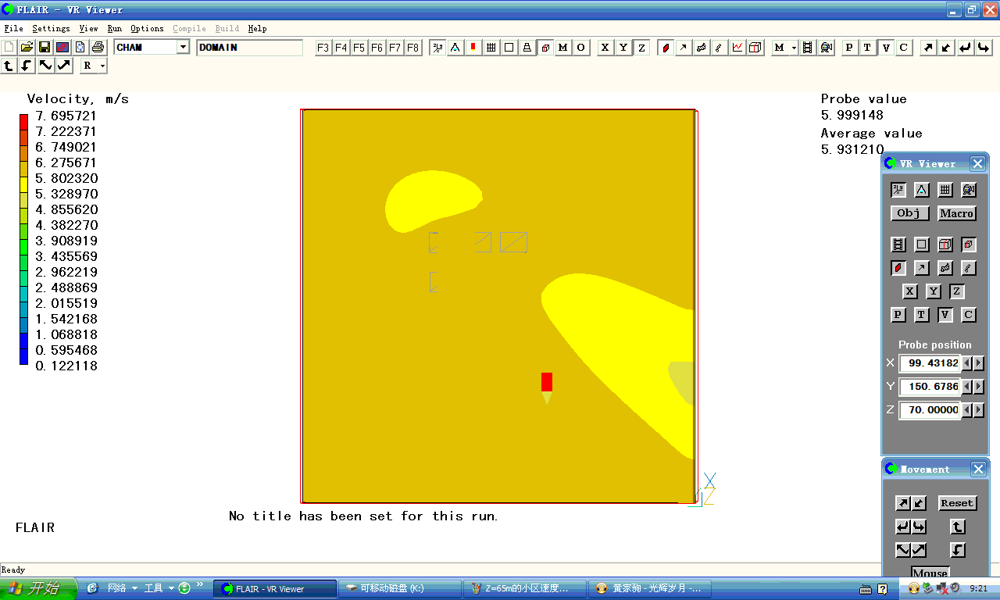 FLAIR - VR Viewer
File Settings View Run Options Compile Build Help
CHAM DOMAIN F3 F4 F5 F6 F7 F8 M O X Y Z M P T V C
R
Velocity, m/s
7.695721
7.222371
6.749021
6.275671
5.802320
5.328970
4.855620
4.382270
3.908919
3.435569
2.962219
2.488869
2.015519
1.542168
1.068818
0.595468
0.122118
Probe value
5.999148
Average value
5.931210
VR Viewer
Obj Macro
X Y Z
P T V C
Probe position
X 99.43182
Y 150.6786
Z 70.00000
X
Z
Movement
Reset
Mouse
No title has been set for this run.
FLAIR
Ready
开始 网络 工具 » FLAIR - VR Viewer 可移动磁盘 (K:) Z=65m的小区速度... 黄家驹 - 光辉岁月 -... 9:21